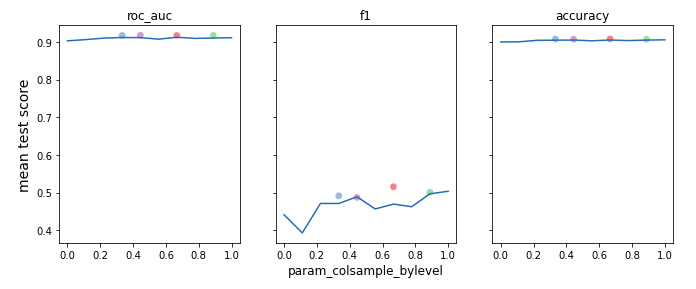 roc_auc
f1
accuracy
mean test score
0.9
0.8
0.7
0.6
0.5
0.4
0.0 0.2 0.4 0.6 0.8 1.0
0.0 0.2 0.4 0.6 0.8 1.0
0.0 0.2 0.4 0.6 0.8 1.0
param_colsample_bylevel